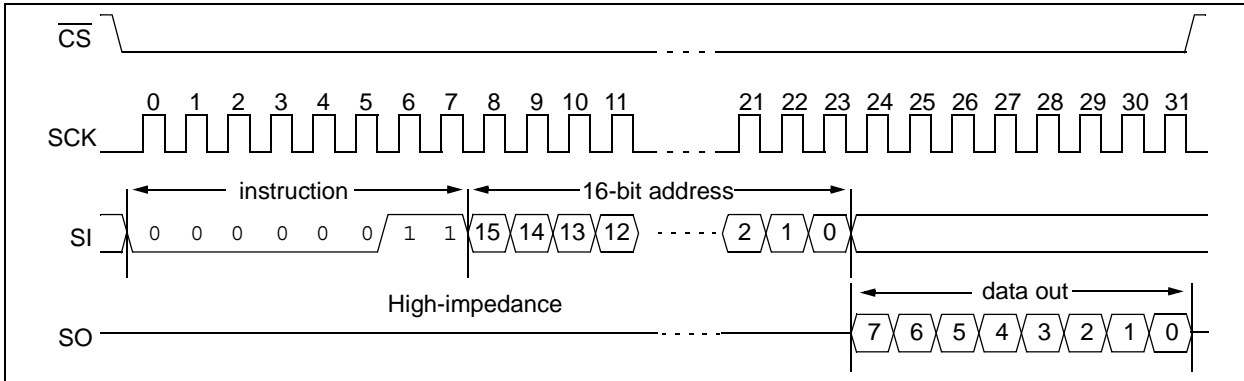 CS
0 1 2 3 4 5 6 7 8 9 10 11 21 22 23 24 25 26 27 28 29 30 31
SCK
instruction 16-bit address
SI 0 0 0 0 0 0 1 1 15 14 13 12 2 1 0
High-impedance data out
SO 7 6 5 4 3 2 1 0